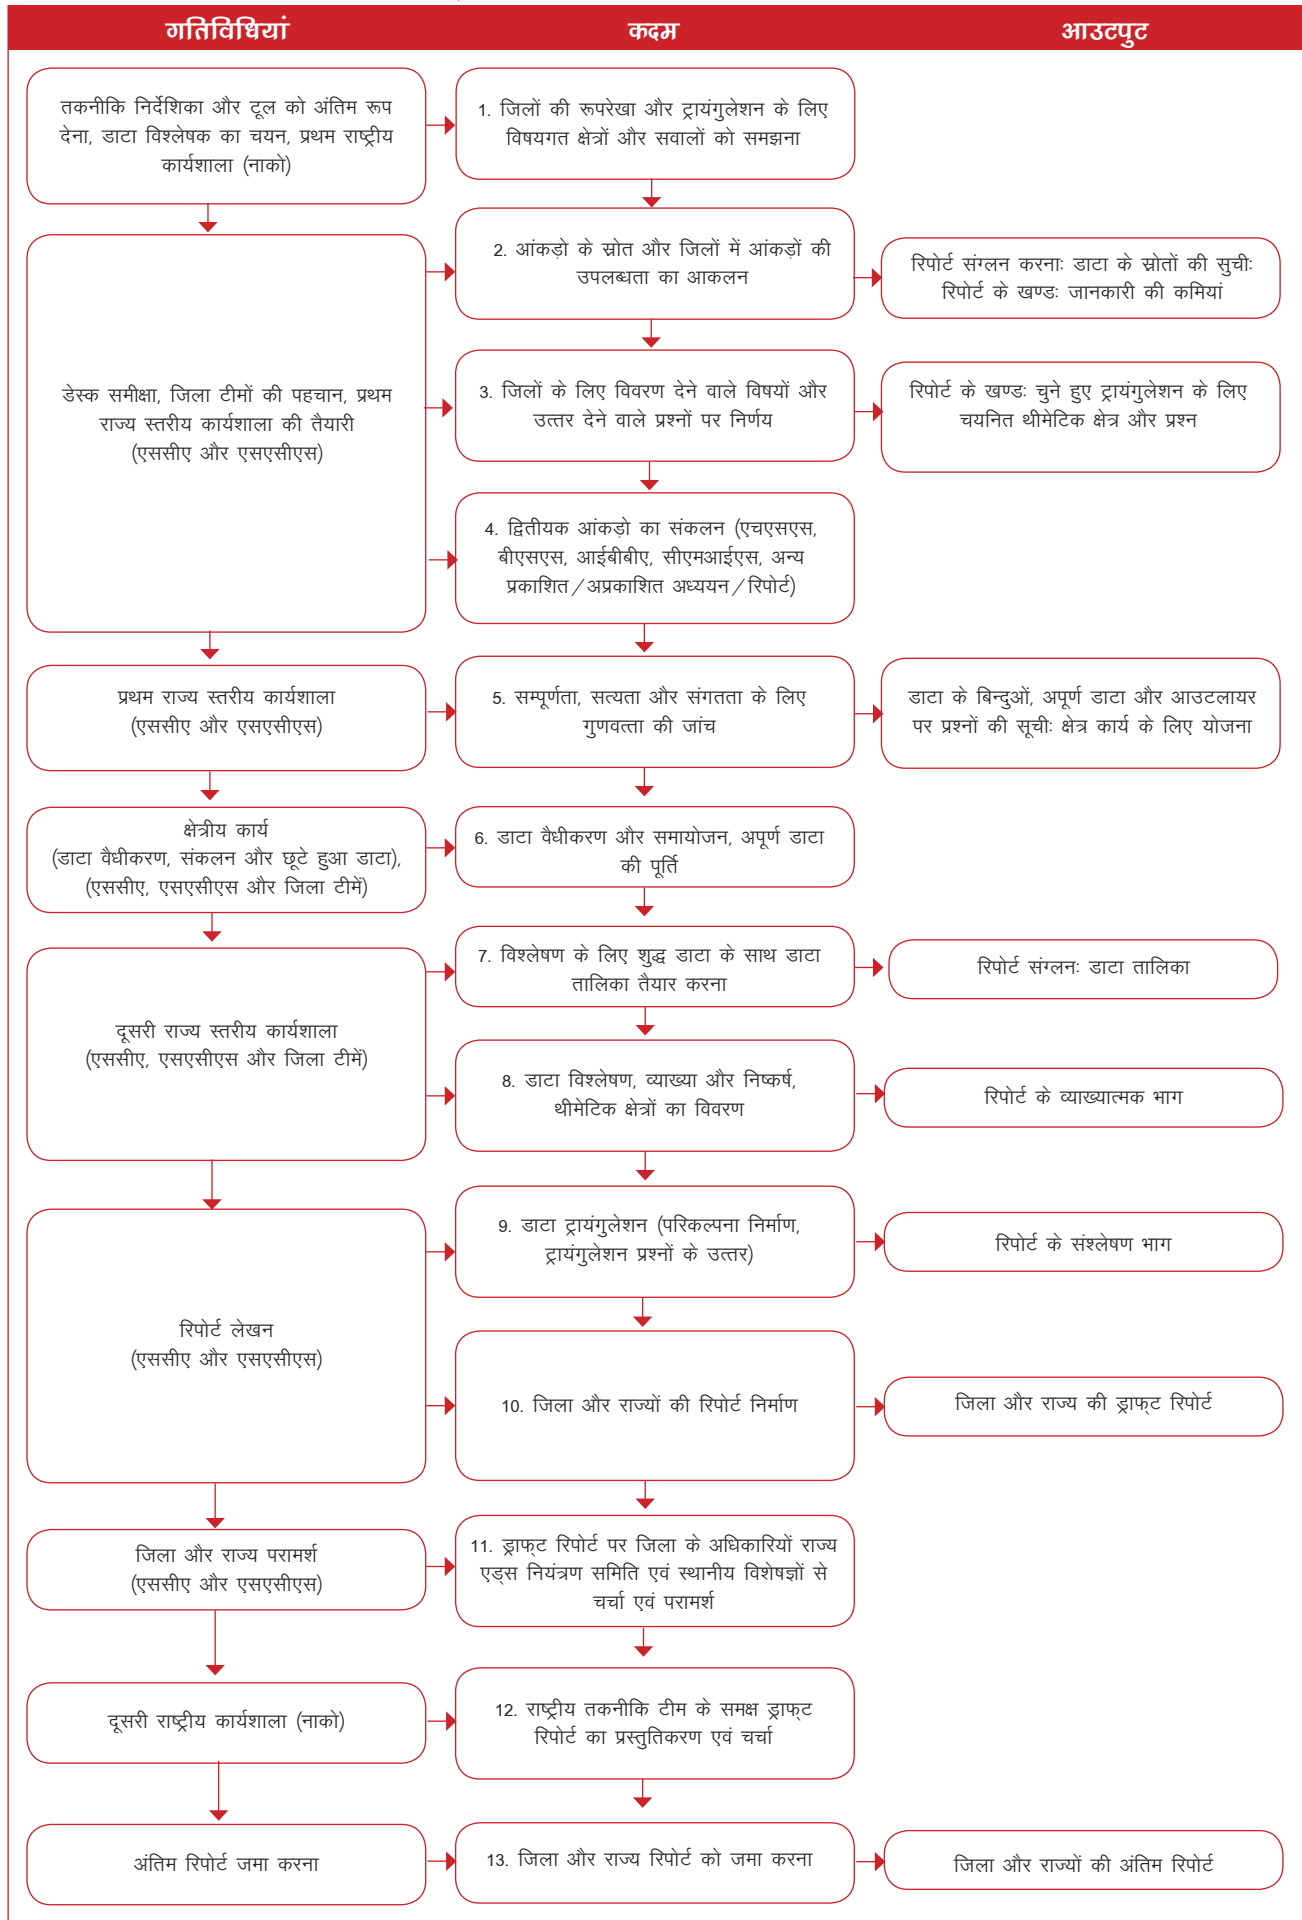 गतिविधियां
कदम
आउटपुट
तकनीकि निर्देशिका और टूल को अंतिम रूप
देना, डाटा विश्लेषक का चयन, प्रथम राष्ट्रीय
कार्यशाला (नाको)
1. जिलों की रूपरेखा और ट्रायंगुलेशन के लिए
विषयगत क्षेत्रों और सवालों को समझना
डेस्क समीक्षा, जिला टीमों की पहचान, प्रथम
राज्य स्तरीय कार्यशाला की तैयारी
(एससीए और एसएसीएस)
2. आंकड़ो के स्रोत और जिलों में आंकड़ों की
उपलब्धता का आकलन
रिपोर्ट संग्लन करनाः डाटा के स्रोतों की सुचीः
रिपोर्ट के खण्डः जानकारी की कमियां
3. जिलों के लिए विवरण देने वाले विषयों और
उत्तर देने वाले प्रश्नों पर निर्णय
रिपोर्ट के खण्डः चुने हुए ट्रायंगुलेशन के लिए
चयनित थीमेटिक क्षेत्र और प्रश्न
4. द्वितीयक आंकड़ो का संकलन (एचएसएस,
बीएसएस, आईबीबीए, सीएमआईएस, अन्य
प्रकाशित/अप्रकाशित अध्ययन/रिपोर्ट)
प्रथम राज्य स्तरीय कार्यशाला
(एससीए और एसएसीएस)
5. सम्पूर्णता, सत्यता और संगतता के लिए
गुणवत्ता की जांच
डाटा के बिन्दुओं, अपूर्ण डाटा और आउटलायर
पर प्रश्नों की सूचीः क्षेत्र कार्य के लिए योजना
क्षेत्रीय कार्य
(डाटा वैधीकरण, संकलन और छूटे हुआ डाटा),
(एससीए, एसएसीएस और जिला टीमें)
6. डाटा वैधीकरण और समायोजन, अपूर्ण डाटा
की पूर्ति
दूसरी राज्य स्तरीय कार्यशाला
(एससीए, एसएसीएस और जिला टीमें)
7. विश्लेषण के लिए शुद्ध डाटा के साथ डाटा
तालिका तैयार करना
रिपोर्ट संग्लनः डाटा तालिका
8. डाटा विश्लेषण, व्याख्या और निष्कर्ष,
थीमेटिक क्षेत्रों का विवरण
रिपोर्ट के व्याख्यात्मक भाग
रिपोर्ट लेखन
(एससीए और एसएसीएस)
9. डाटा ट्रायंगुलेशन (परिकल्पना निर्माण,
ट्रायंगुलेशन प्रश्नों के उत्तर)
रिपोर्ट के संश्लेषण भाग
10. जिला और राज्यों की रिपोर्ट निर्माण
जिला और राज्य की ड्राफ्ट रिपोर्ट
जिला और राज्य परामर्श
(एससीए और एसएसीएस)
11. ड्राफ्ट रिपोर्ट पर जिला के अधिकारियों राज्य
एड्स नियंत्रण समिति एवं स्थानीय विशेषज्ञों से
चर्चा एवं परामर्श
दूसरी राष्ट्रीय कार्यशाला (नाको)
12. राष्ट्रीय तकनीकि टीम के समक्ष ड्राफ्ट
रिपोर्ट का प्रस्तुतिकरण एवं चर्चा
अंतिम रिपोर्ट जमा करना
13. जिला और राज्य रिपोर्ट को जमा करना
जिला और राज्यों की अंतिम रिपोर्ट